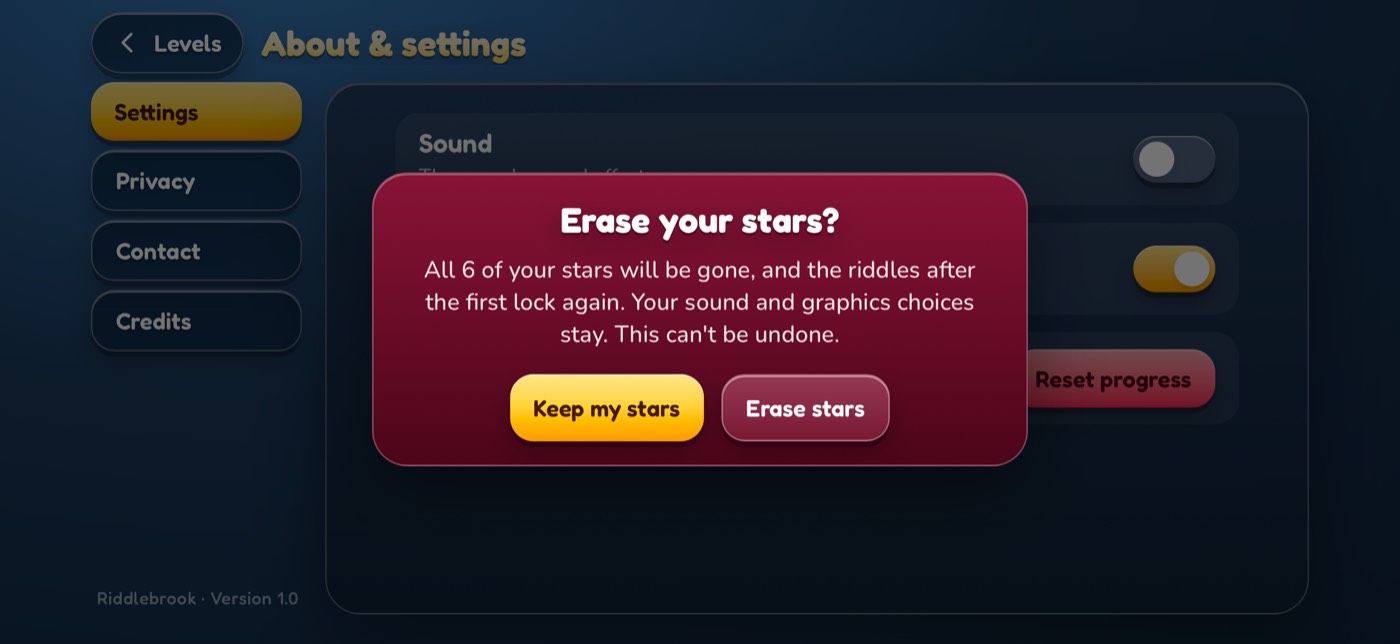 Levels
About & settings
Settings
Privacy
Contact
Credits
Riddlebrook · Version 1.0
Sound
Erase your stars?
All 6 of your stars will be gone, and the riddles after
the first lock again. Your sound and graphics choices
stay. This can't be undone.
Keep my stars
Erase stars
Reset progress